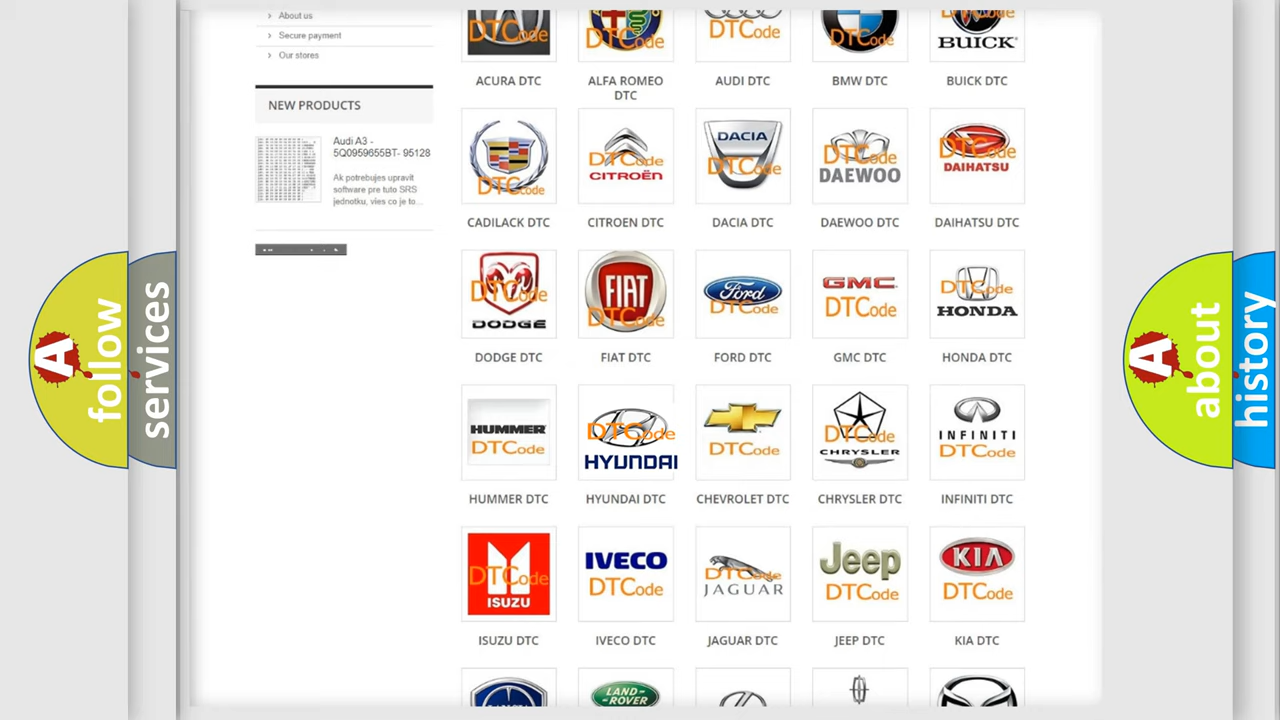 About us
Secure payment
Our stores
NEW PRODUCTS
Audi A3 -
5Q0959655BT- 95128
Ak potrebujes upravit
software pre tuto SRS
jednotku, vies co je to...
DTCode
DTCode
DTCode
DTCode
BUICK
ACURA DTC
ALFA ROMEO
DTC
AUDI DTC
BMW DTC
BUICK DTC
DTCode
DTCode
CITROËN
DACIA
DTCode
DTCode
DAEWOO
DTCode
DAIHATSU
CADILACK DTC
CITROEN DTC
DACIA DTC
DAEWOO DTC
DAIHATSU DTC
DTCode
DODGE
FIAT
DTCode
Ford
DTCode
GMC
DTCode
DTCode
HONDA
DODGE DTC
FIAT DTC
FORD DTC
GMC DTC
HONDA DTC
HUMMER
DTCode
DTCode
HYUNDAI
DTCode
DTCode
CHRYSLER
INFINITI
DTCode
HUMMER DTC
HYUNDAI DTC
CHEVROLET DTC
CHRYSLER DTC
INFINITI DTC
DTCode
ISUZU
IVECO
DTCode
DTCode
JAGUAR
Jeep
DTCode
KIA
DTCode
ISUZU DTC
IVECO DTC
JAGUAR DTC
JEEP DTC
KIA DTC
LAND-
ROVER
A
follow
services
A
about
history